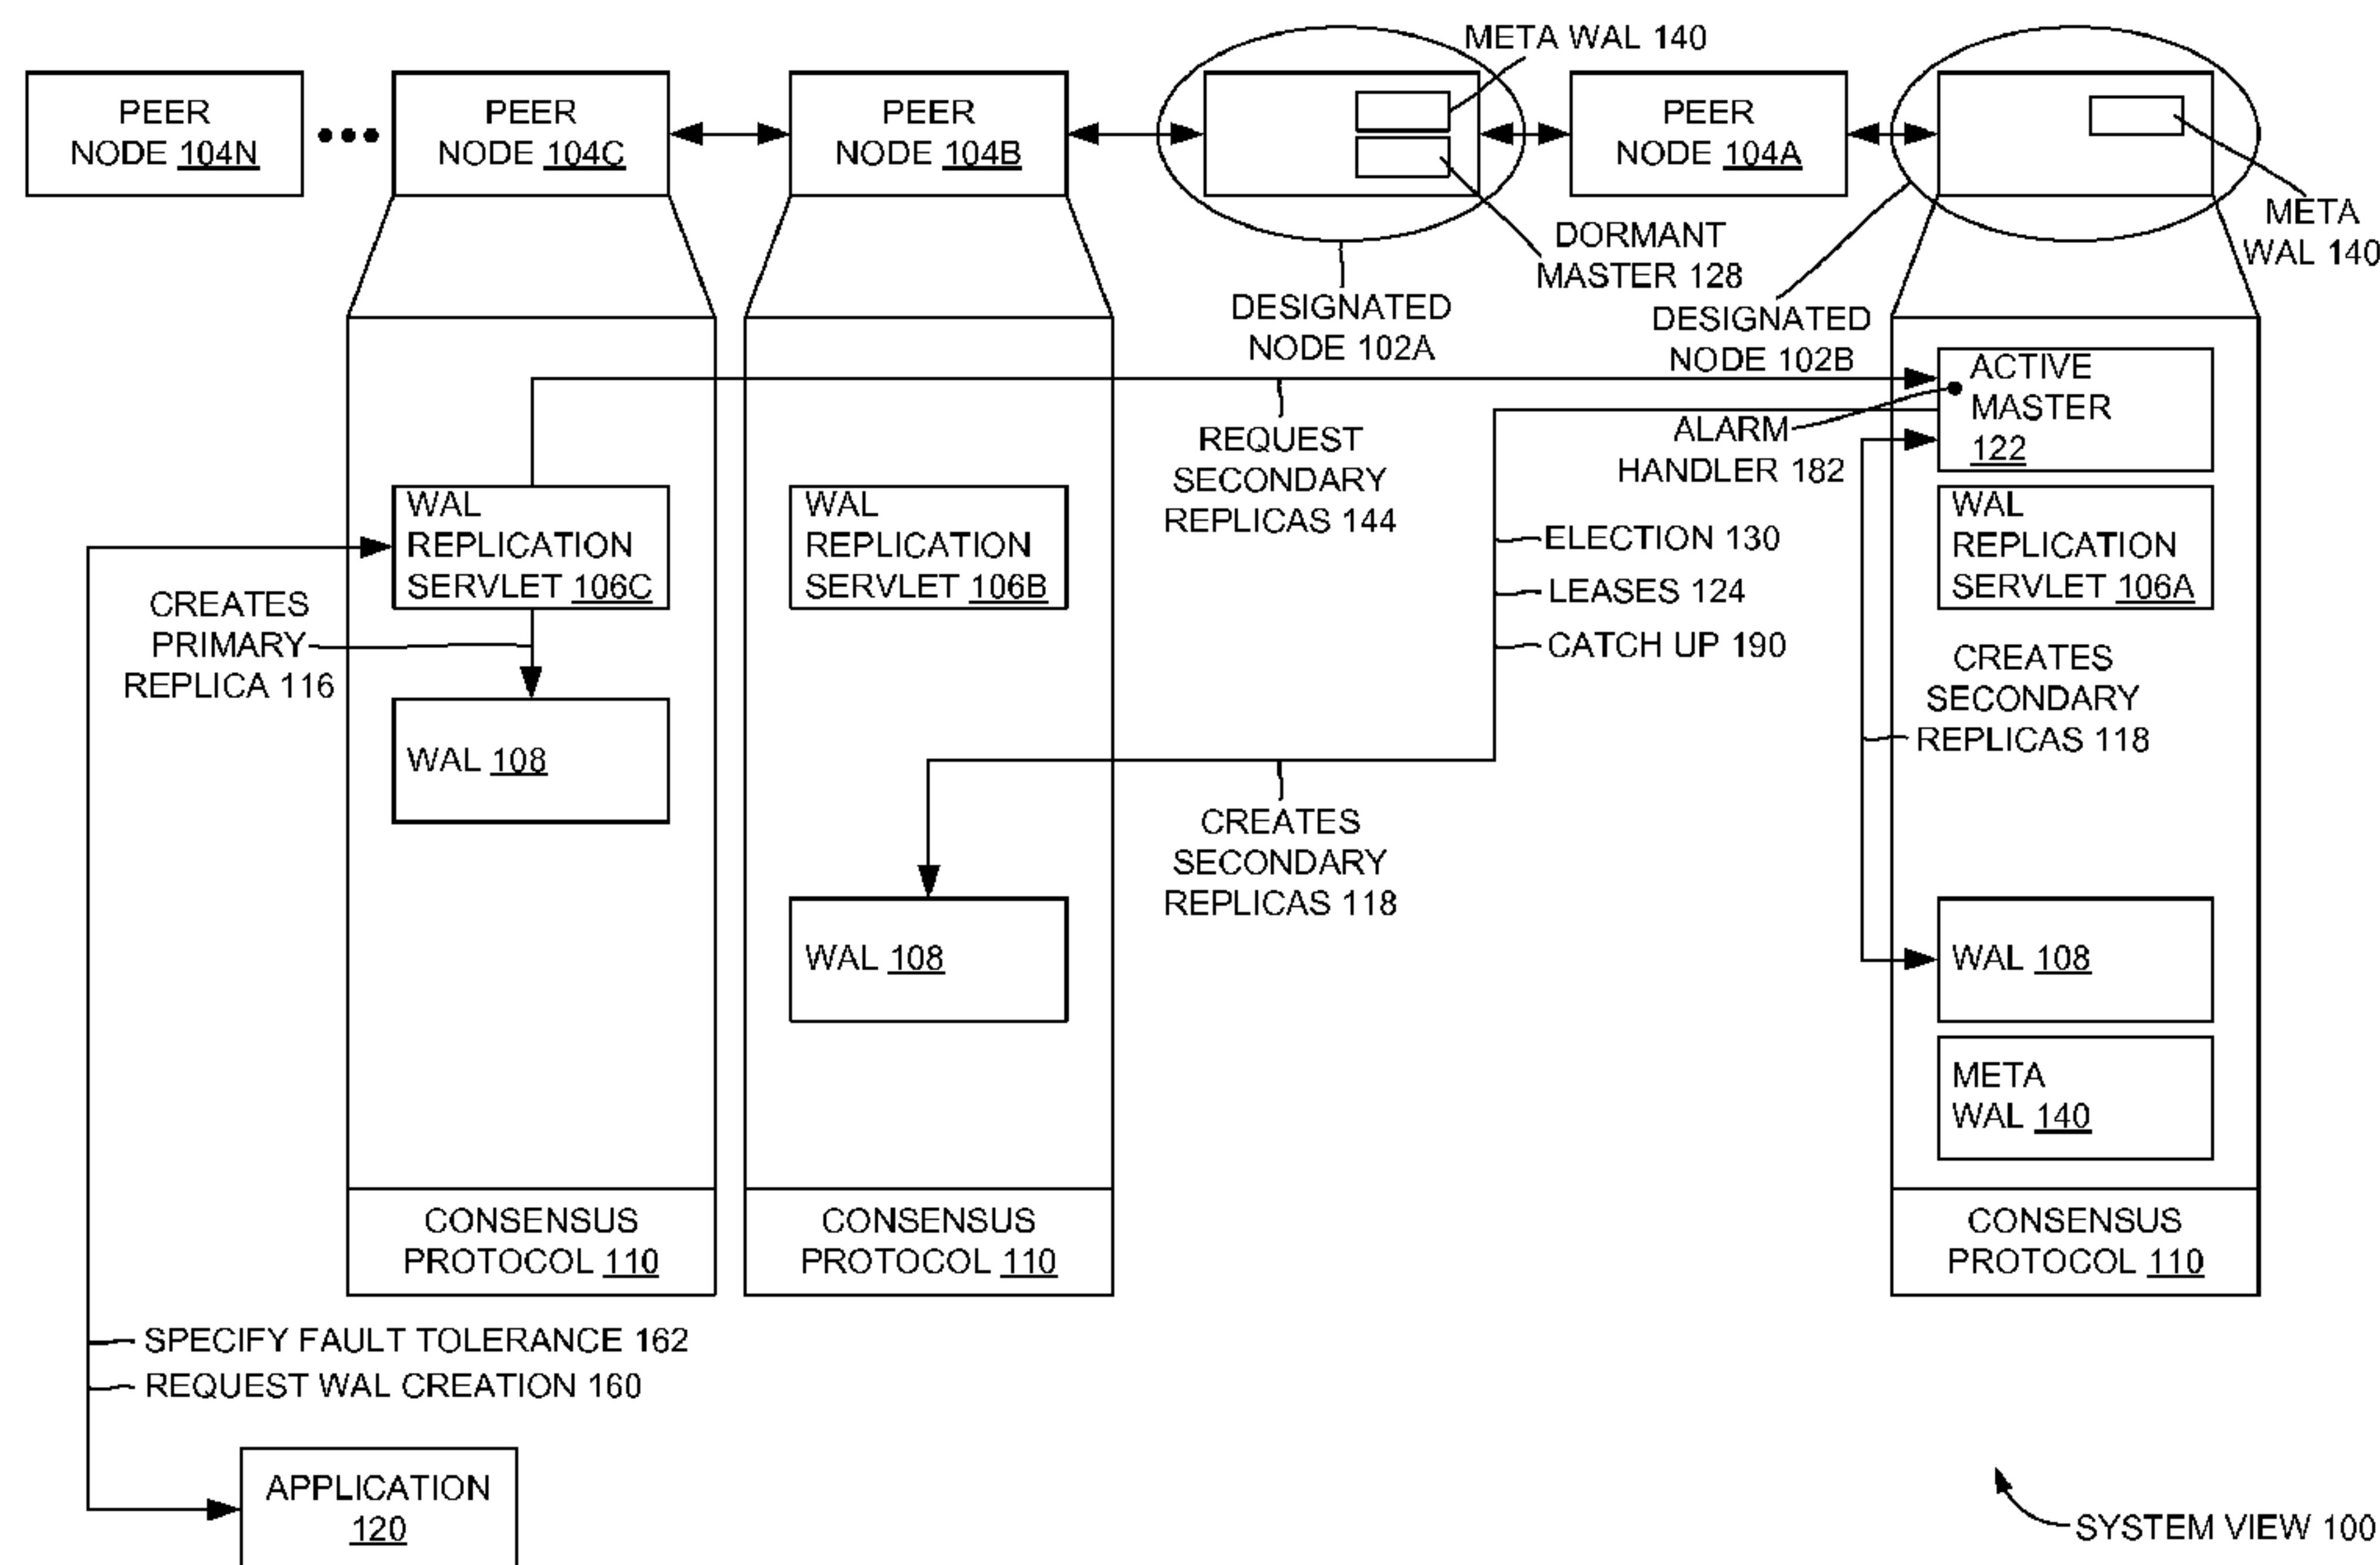 META WAL 140
PEER
NODE 104N
PEER
NODE 104C
PEER
NODE 104B
PEER
NODE 104A
META
WAL 140
DORMANT
MASTER 128
DESIGNATED
NODE 102A
DESIGNATED
NODE 102B
ACTIVE
MASTER
122
ALARM
HANDLER 182
REQUEST
SECONDARY
REPLICAS 144
WAL
REPLICATION
SERVLET 106C
WAL
REPLICATION
SERVLET 106B
WAL
REPLICATION
SERVLET 106A
ELECTION 130
LEASES 124
CATCH UP 190
CREATES
PRIMARY
REPLICA 116
CREATES
SECONDARY
REPLICAS 118
WAL 108
CREATES
SECONDARY
REPLICAS 118
WAL 108
WAL 108
META
WAL 140
CONSENSUS
PROTOCOL 110
CONSENSUS
PROTOCOL 110
CONSENSUS
PROTOCOL 110
SPECIFY FAULT TOLERANCE 162
REQUEST WAL CREATION 160
APPLICATION
120
SYSTEM VIEW 100